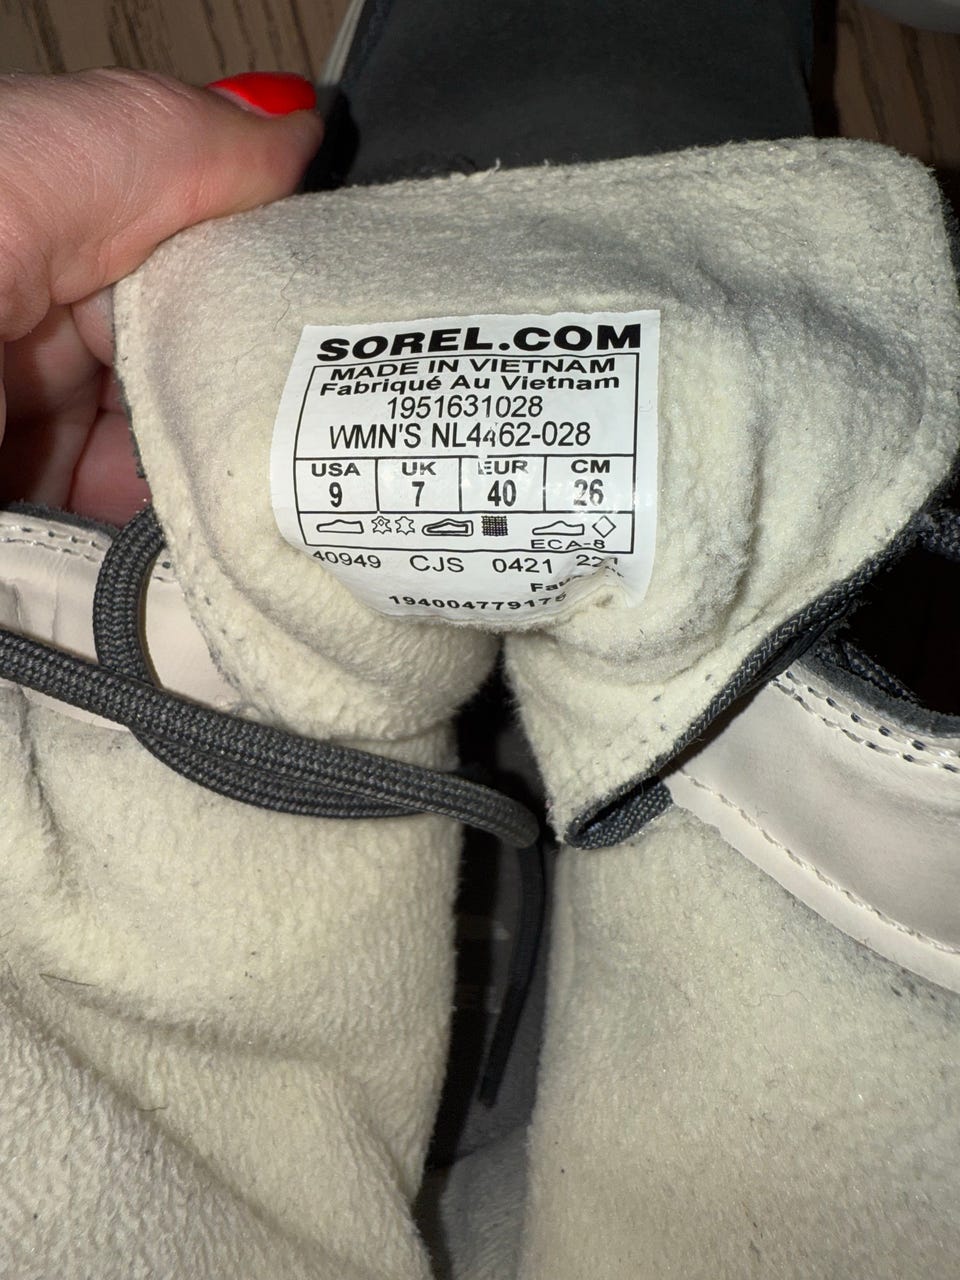 SOREL.COM
MADE IN VIETNAM
Fabriqué Au Vietnam
1951631028
WMN'S NL4462-028
USA UK EUR CM
9 7 40 26
ECA-8
40949 CJS 0421